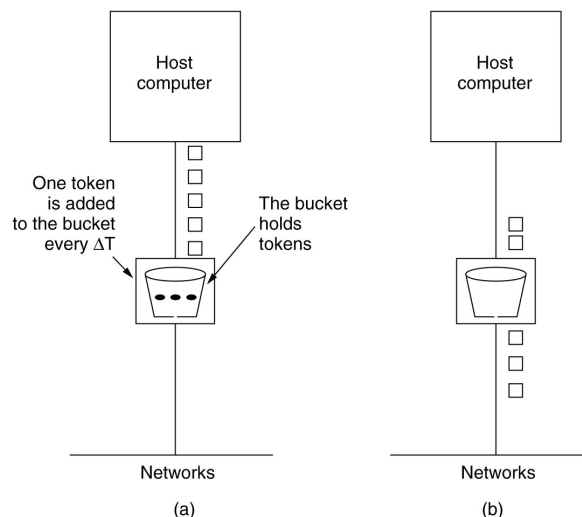 Host
computer
Host
computer
One token
is added
to the bucket
every ΔT
The bucket
holds
tokens
Networks
Networks
(a)
(b)